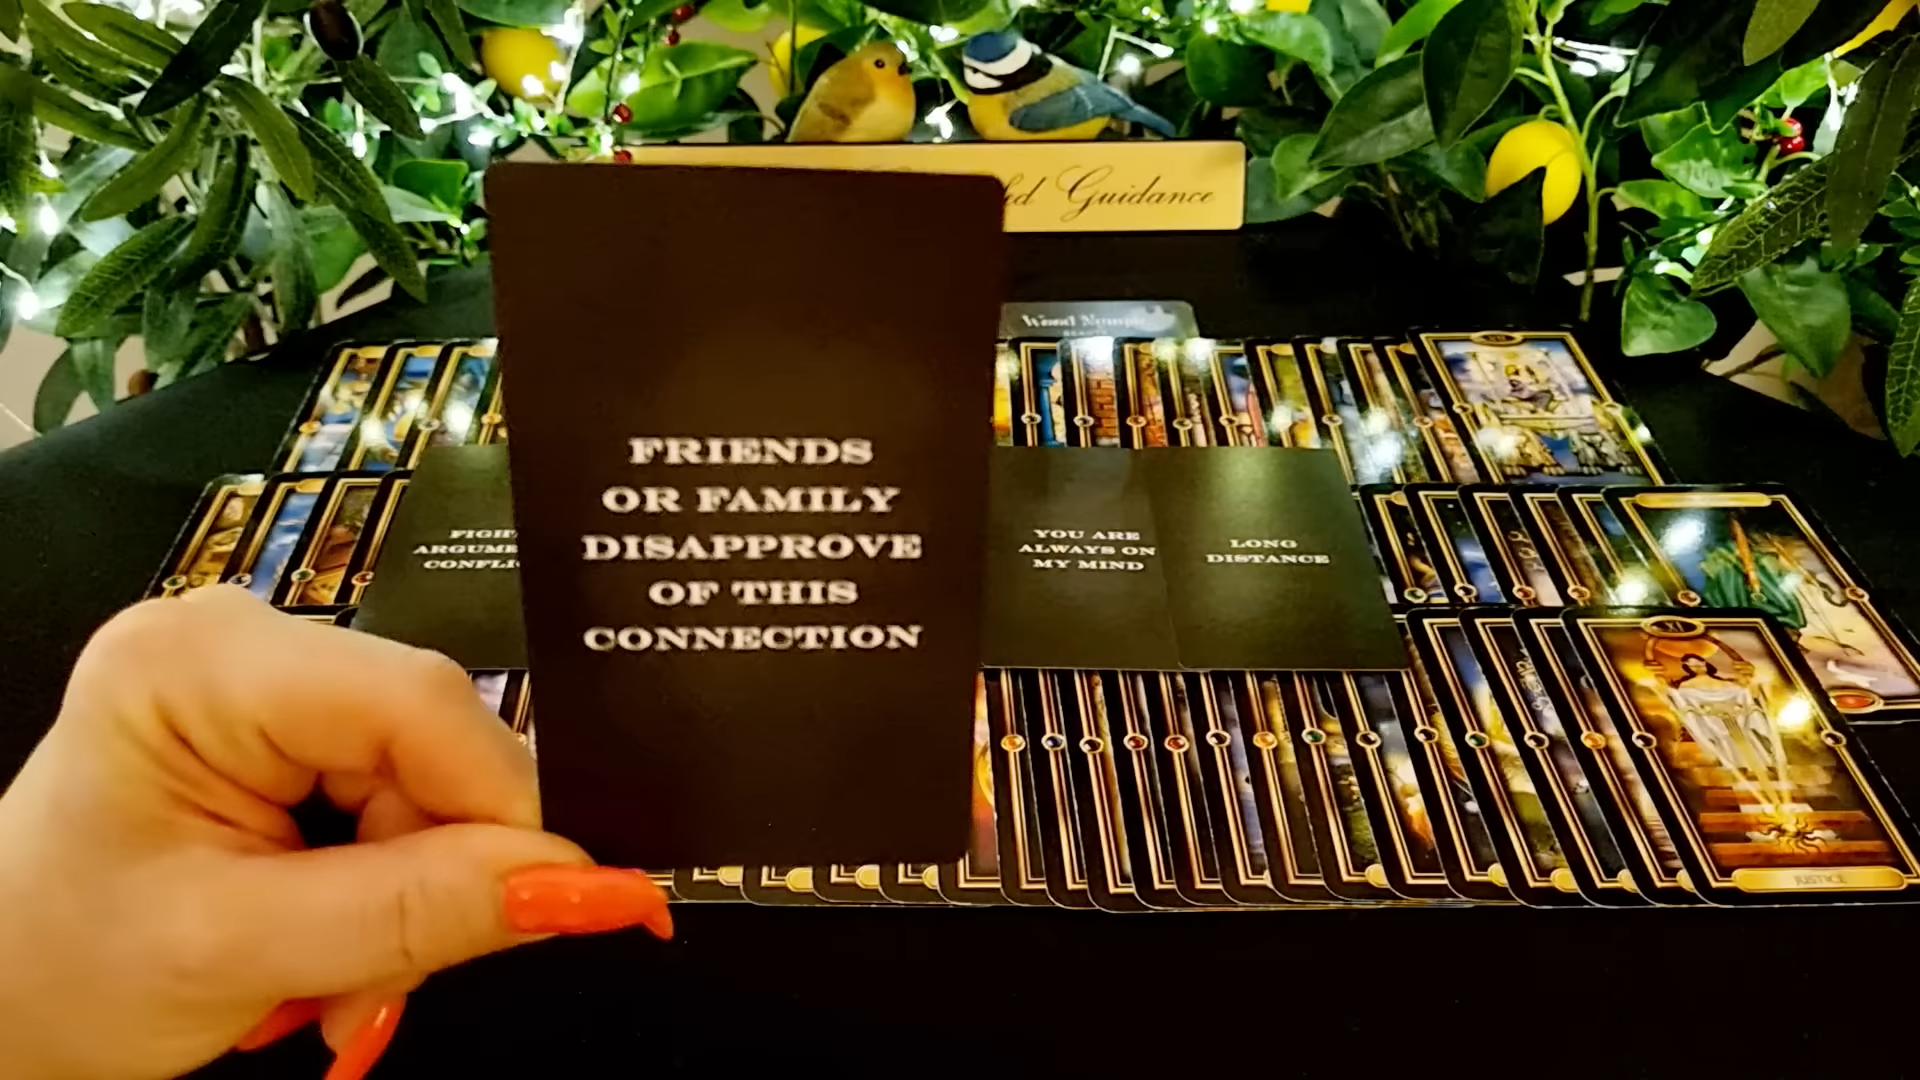 Guidance
FRIENDS
OR FAMILY
DISAPPROVE
OF THIS
CONNECTION
YOU ARE
ALWAYS ON
MY MIND
LONG
DISTANCE
JUSTICE